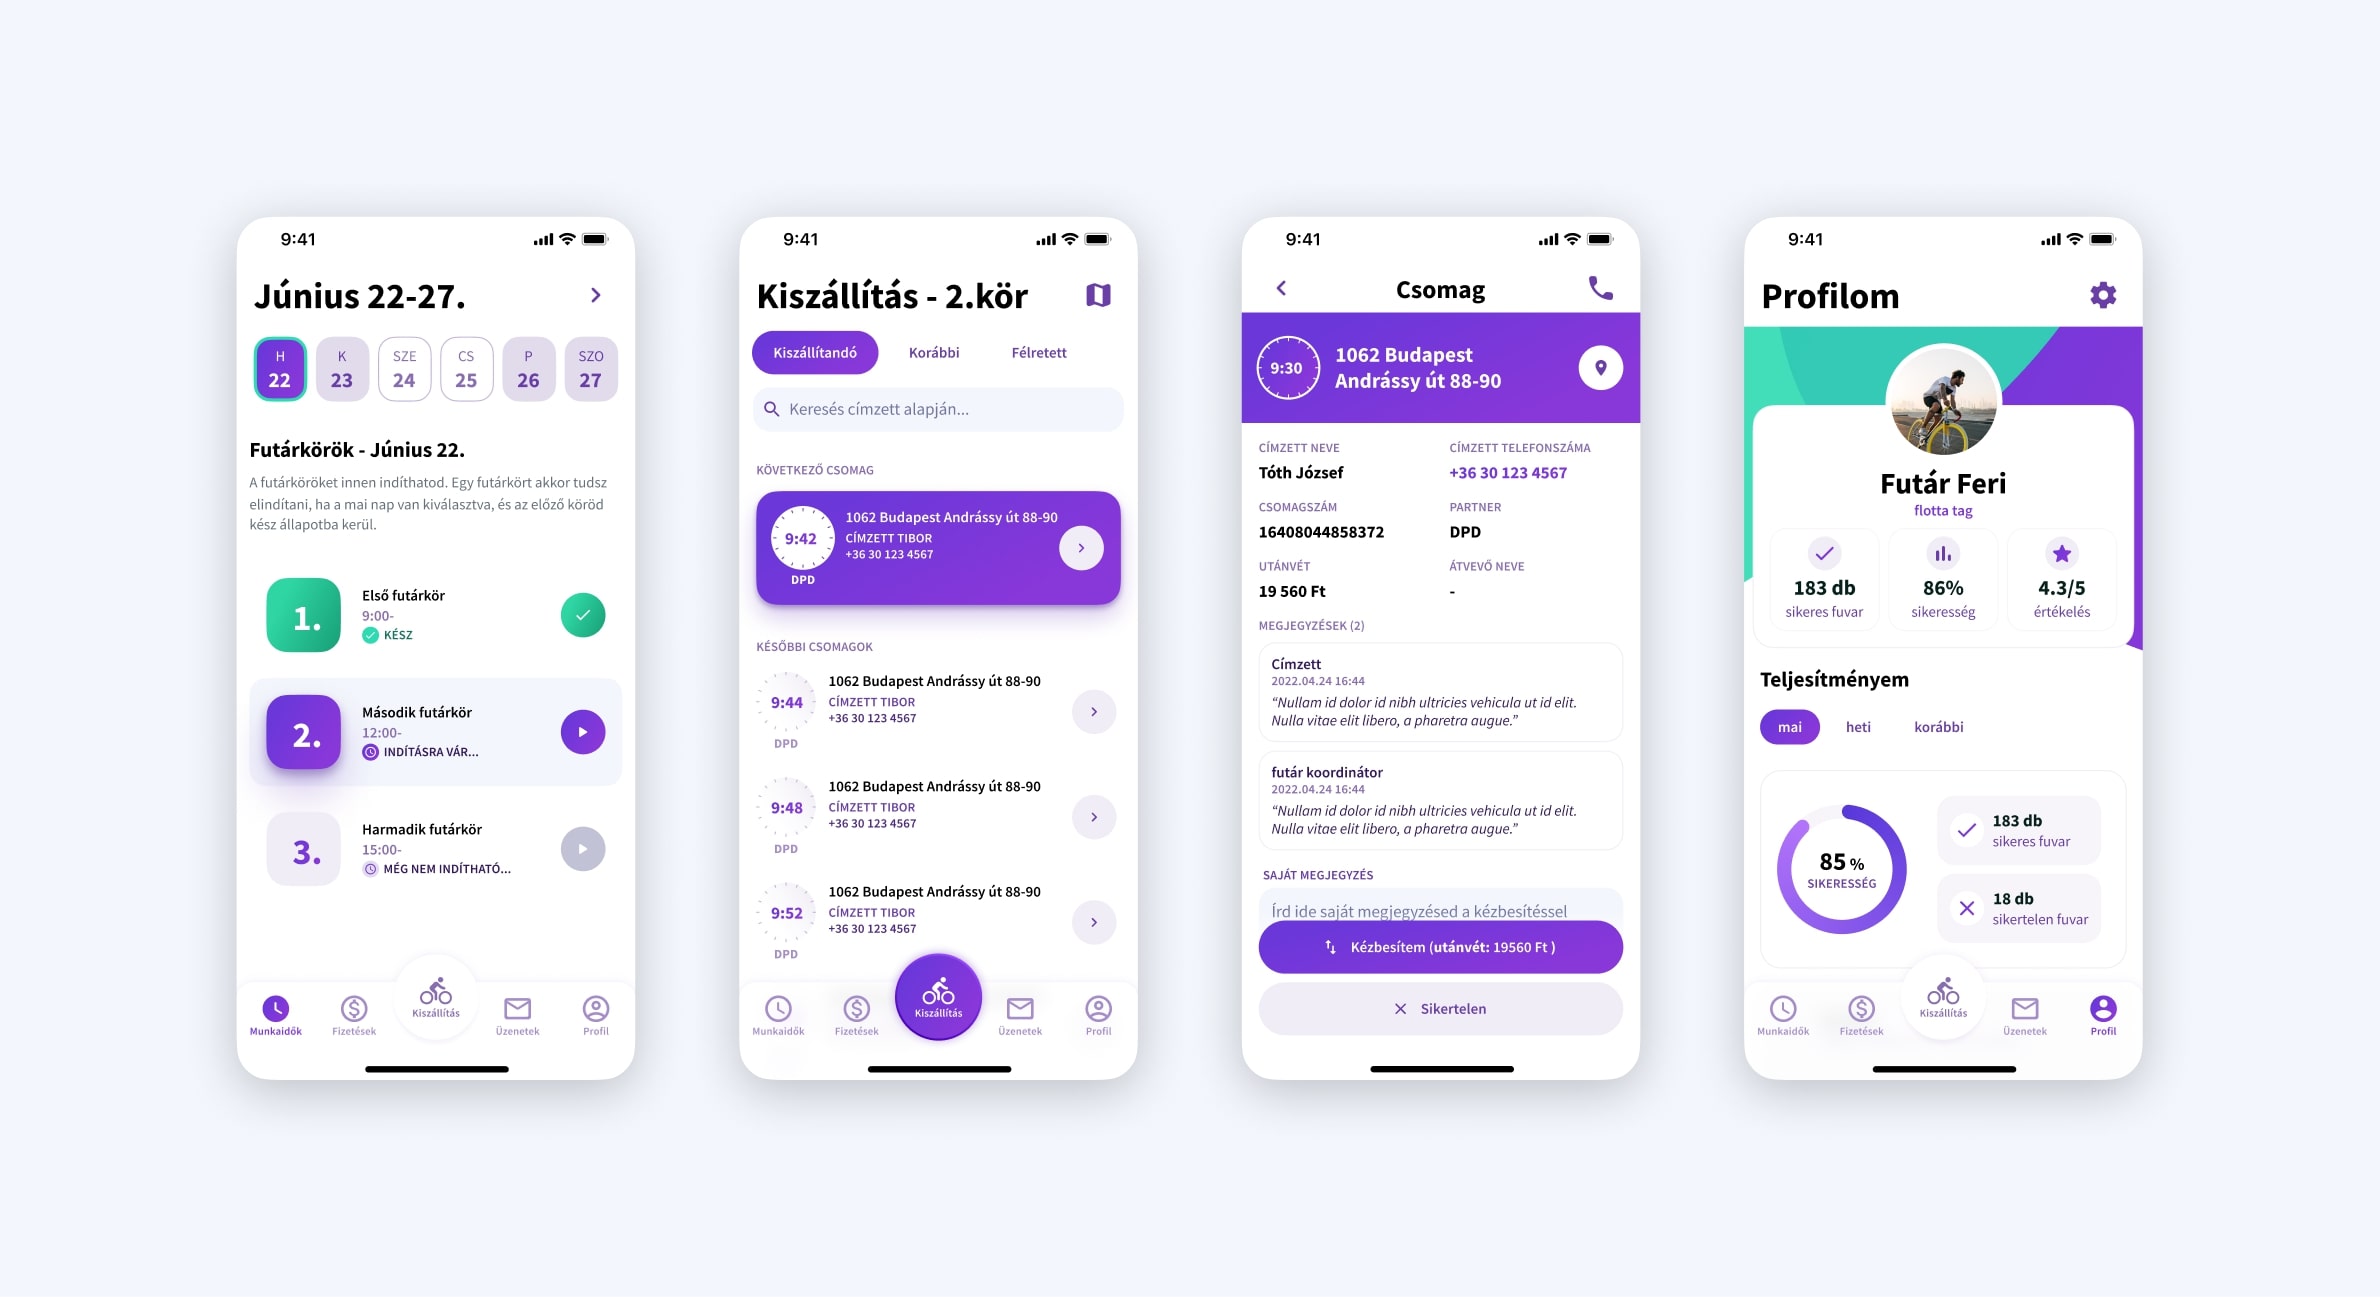 9:41
Június 22-27.
H
22
K
23
SZE
24
CS
25
P
26
SZO
27
Futárkörök - Június 22.
A futárköröket innen indíthatod. Egy futárkört akkor tudsz
elindítani, ha a mai nap van kiválasztva, és az előző köröd
kész állapotba kerül.
1.
Első futárkör
9:00-
KÉSZ
2.
Második futárkör
12:00-
INDÍTÁSRA VÁR...
3.
Harmadik futárkör
15:00-
MÉG NEM INDÍTHATÓ...
Munkaidők
Fizetések
Kiszállítás
Üzenetek
Profil
9:41
Kiszállítás - 2.kör
Kiszállítandó
Korábbi
Félretett
Keresés címzett alapján...
KÖVETKEZŐ CSOMAG
9:42
DPD
1062 Budapest Andrássy út 88-90
CÍMZETT TIBOR
+36 30 123 4567
KÉSŐBBI CSOMAGOK
9:44
DPD
1062 Budapest Andrássy út 88-90
CÍMZETT TIBOR
+36 30 123 4567
9:48
DPD
1062 Budapest Andrássy út 88-90
CÍMZETT TIBOR
+36 30 123 4567
9:52
DPD
1062 Budapest Andrássy út 88-90
CÍMZETT TIBOR
+36 30 123 4567
Munkaidők
Fizetések
Kiszállítás
Üzenetek
Profil
9:41
Csomag
9:30
1062 Budapest
Andrássy út 88-90
CÍMZETT NEVE
Tóth József
CÍMZETT TELEFONSZÁMA
+36 30 123 4567
CSOMAGSZÁM
16408044858372
PARTNER
DPD
UTÁNVÉT
19 560 Ft
ÁTVEVŐ NEVE
-
MEGJEGYZÉSEK (2)
Címzett
2022.04.24 16:44
“Nullam id dolor id nibh ultricies vehicula ut id elit.
Nulla vitae elit libero, a pharetra augue.”
futár koordinátor
2022.04.24 16:44
“Nullam id dolor id nibh ultricies vehicula ut id elit.
Nulla vitae elit libero, a pharetra augue.”
SAJÁT MEGJEGYZÉS
Írd ide saját megjegyzésed a kézbesítéssel
Kézbesítem (utánvét: 19560 Ft )
Sikertelen
9:41
Profilom
Futár Feri
flotta tag
183 db
sikeres fuvar
86%
sikeresség
4.3/5
értékelés
Teljesítményem
mai
heti
korábbi
85 %
SIKERESSÉG
183 db
sikeres fuvar
18 db
sikertelen fuvar
Munkaidők
Fizetések
Kiszállítás
Üzenetek
Profil